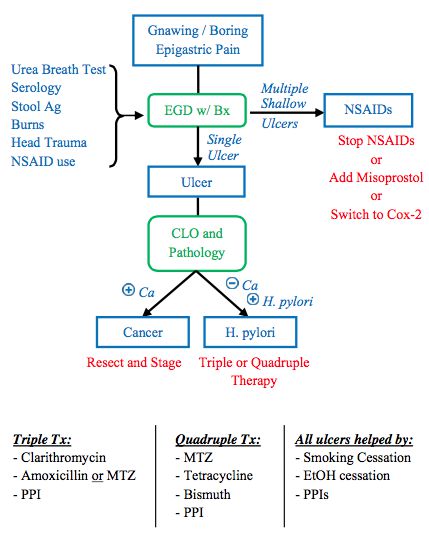 Gnawing / Boring
Epigastric Pain
Urea Breath Test
Serology
Stool Ag
Burns
Head Trauma
NSAID use
EGD w/ Bx
Multiple
Shallow
Ulcers
NSAIDs
Stop NSAIDs
or
Add Misoprostol
or
Switch to Cox-2
Single
Ulcer
Ulcer
CLO and
Pathology
+ Ca
- Ca
+ H. pylori
Cancer
H. pylori
Resect and Stage
Triple or Quadruple
Therapy
Triple Tx:
- Clarithromycin
- Amoxicillin or MTZ
- PPI
Quadruple Tx:
- MTZ
- Tetracycline
- Bismuth
- PPI
All ulcers helped by:
- Smoking Cessation
- EtOH cessation
- PPIs